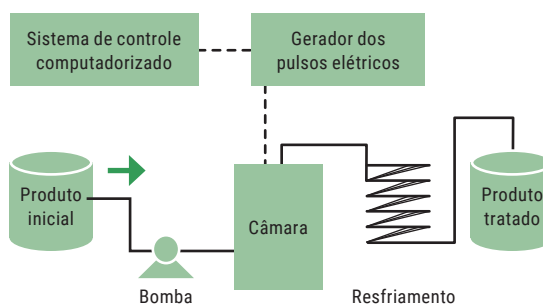 Sistema de controle
computadorizado
Gerador dos
pulsos elétricos
Produto
inicial
Câmara
Produto
tratado
Bomba
Resfriamento